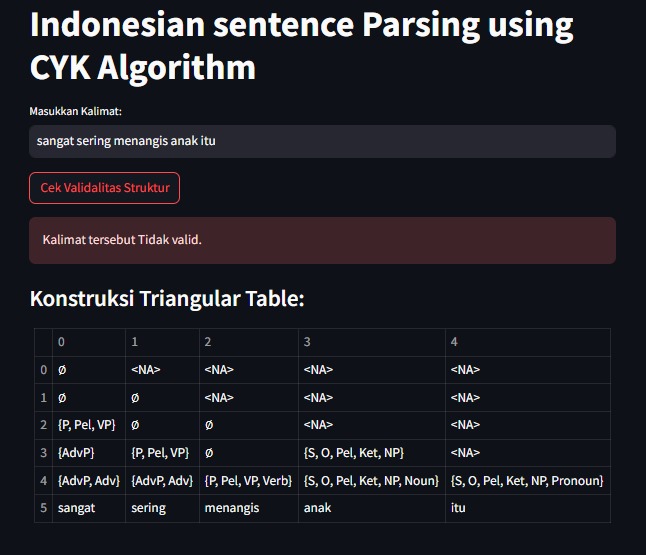 Indonesian sentence Parsing using
CYK Algorithm
Masukkan Kalimat:
sangat sering menangis anak itu
Cek Validalitas Struktur
Kalimat tersebut Tidak valid.
Konstruksi Triangular Table:
0 1 2 3 4
0 Ø <NA> <NA> <NA> <NA>
1 Ø Ø <NA> <NA> <NA>
2 {P, Pel, VP} Ø Ø <NA> <NA>
3 {AdvP} {P, Pel, VP} Ø {S, O, Pel, Ket, NP} <NA>
4 {AdvP, Adv} {AdvP, Adv} {P, Pel, VP, Verb} {S, O, Pel, Ket, NP, Noun} {S, O, Pel, Ket, NP, Pronoun}
5 sangat sering menangis anak itu